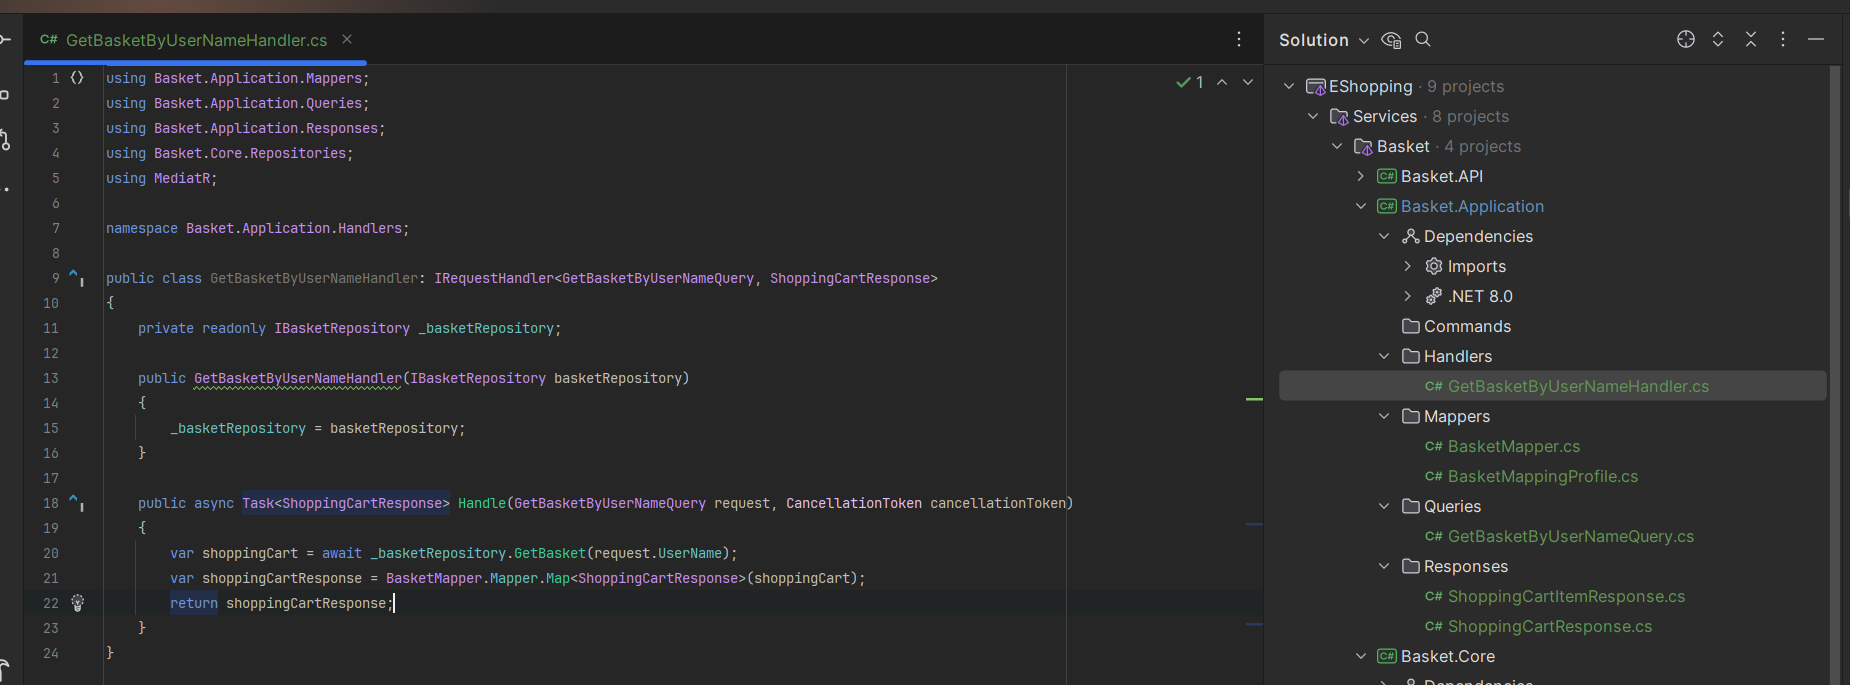 C# GetBasketByUserNameHandler.cs
1 using Basket.Application.Mappers;
2 using Basket.Application.Queries;
3 using Basket.Application.Responses;
4 using Basket.Core.Repositories;
5 using MediatR;
6
7 namespace Basket.Application.Handlers;
8
9 public class GetBasketByUserNameHandler: IRequestHandler<GetBasketByUserNameQuery, ShoppingCartResponse>
10 {
11 private readonly IBasketRepository _basketRepository;
12
13 public GetBasketByUserNameHandler(IBasketRepository basketRepository)
14 {
15 _basketRepository = basketRepository;
16 }
17
18 public async Task<ShoppingCartResponse> Handle(GetBasketByUserNameQuery request, CancellationToken cancellationToken)
19 {
20 var shoppingCart = await _basketRepository.GetBasket(request.UserName);
21 var shoppingCartResponse = BasketMapper.Mapper.Map<ShoppingCartResponse>(shoppingCart);
22 return shoppingCartResponse;
23 }
24 }
1
Solution
EShopping · 9 projects
Services · 8 projects
Basket · 4 projects
C# Basket.API
C# Basket.Application
Dependencies
Imports
.NET 8.0
Commands
Handlers
C# GetBasketByUserNameHandler.cs
Mappers
C# BasketMapper.cs
C# BasketMappingProfile.cs
Queries
C# GetBasketByUserNameQuery.cs
Responses
C# ShoppingCartItemResponse.cs
C# ShoppingCartResponse.cs
C# Basket.Core
Dependencies